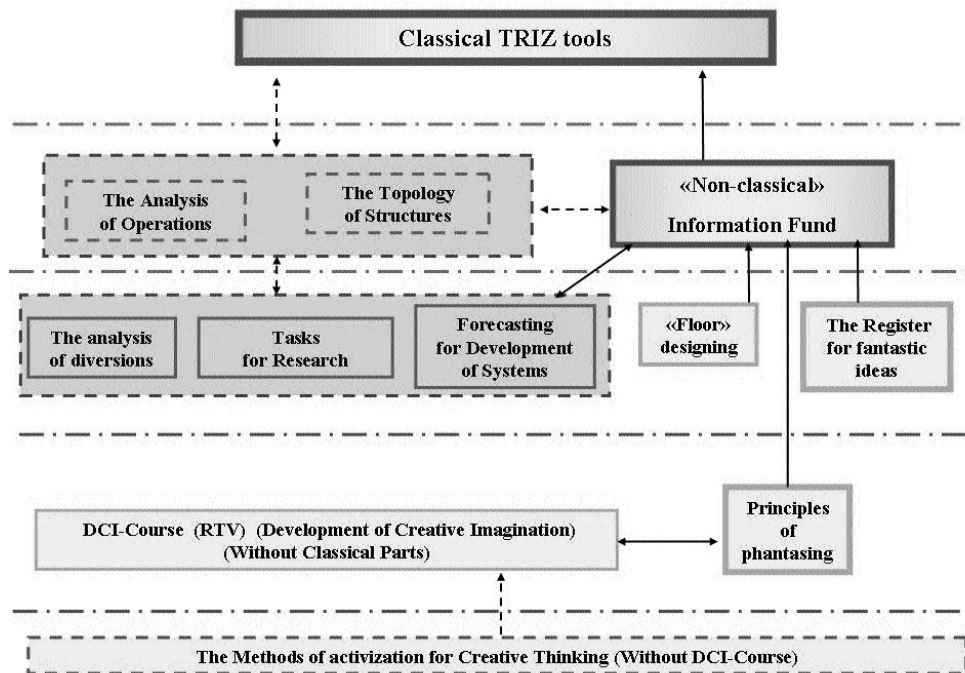 Classical TRIZ tools
The Analysis
of Operations
The Topology
of Structures
«Non-classical»
Information Fund
The analysis
of diversions
Tasks
for Research
Forecasting
for Development
of Systems
«Floor»
designing
The Register
for fantastic
ideas
DCI-Course (RTV) (Development of Creative Imagination)
(Without Classical Parts)
Principles
of
phantasing
The Methods of activization for Creative Thinking (Without DCI-Course)